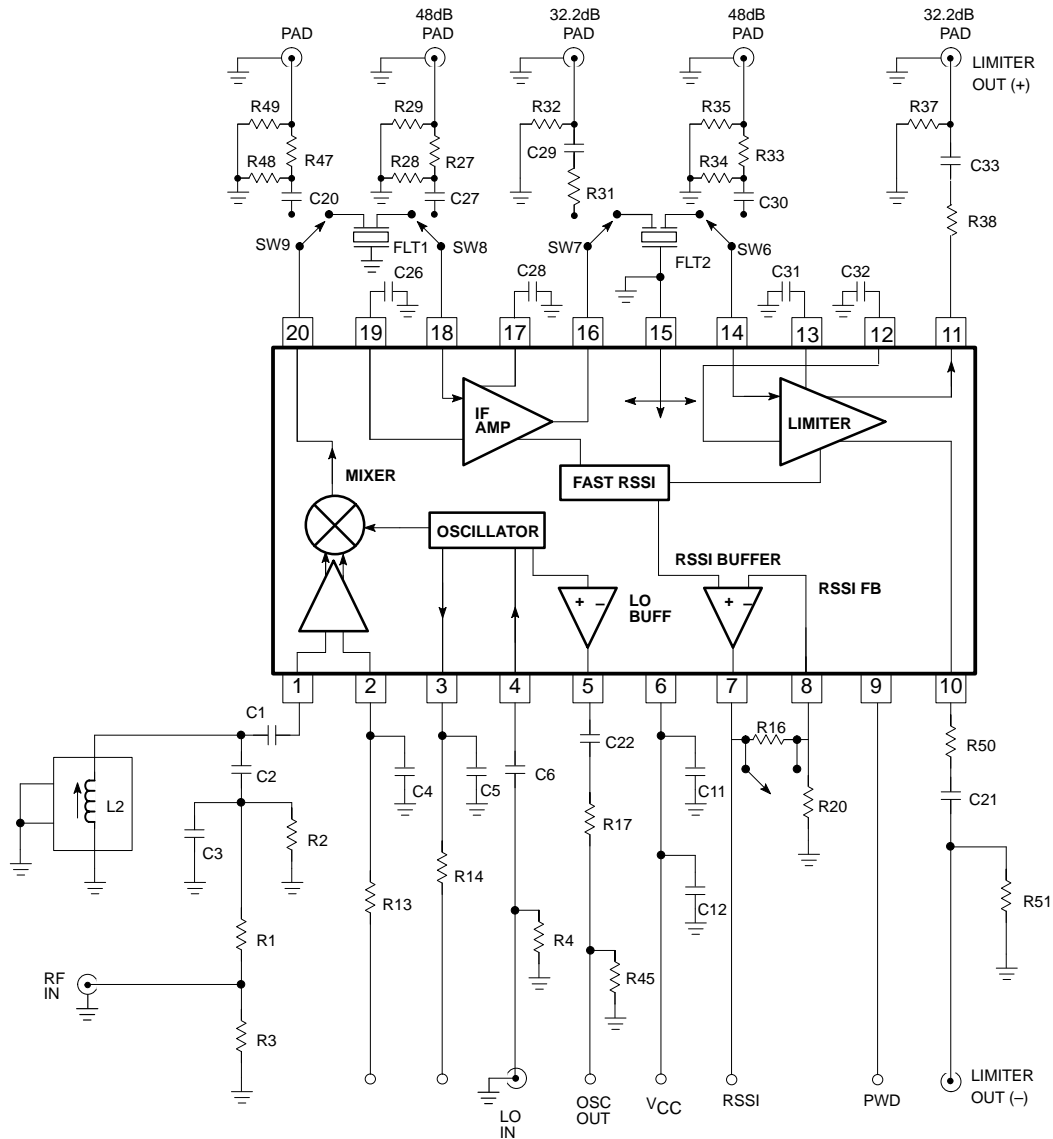 48dB
32.2dB
48dB
32.2dB
PAD
PAD
PAD
PAD
PAD
LIMITER
OUT (+)
R49
R29
R32
R35
R37
R48
R47
R28
R27
C29
R34
R33
C33
C20
C27
R31
C30
R38
SW9
FLT1
SW8
SW7
FLT2
SW6
C26
C28
C31
C32
20
19
18
17
16
15
14
13
12
11
IF
AMP
LIMITER
MIXER
FAST RSSI
OSCILLATOR
RSSI BUFFER
RSSI FB
+ –
LO
BUFF
+ –
1
2
3
4
5
6
7
8
9
10
C1
C2
L2
C3
R2
C4
C5
C6
C22
C11
R16
R50
R17
R20
C21
R13
R14
C12
R51
R1
R4
R45
RF
IN
R3
LO
IN
OSC
OUT
VCC
RSSI
PWD
LIMITER
OUT (–)